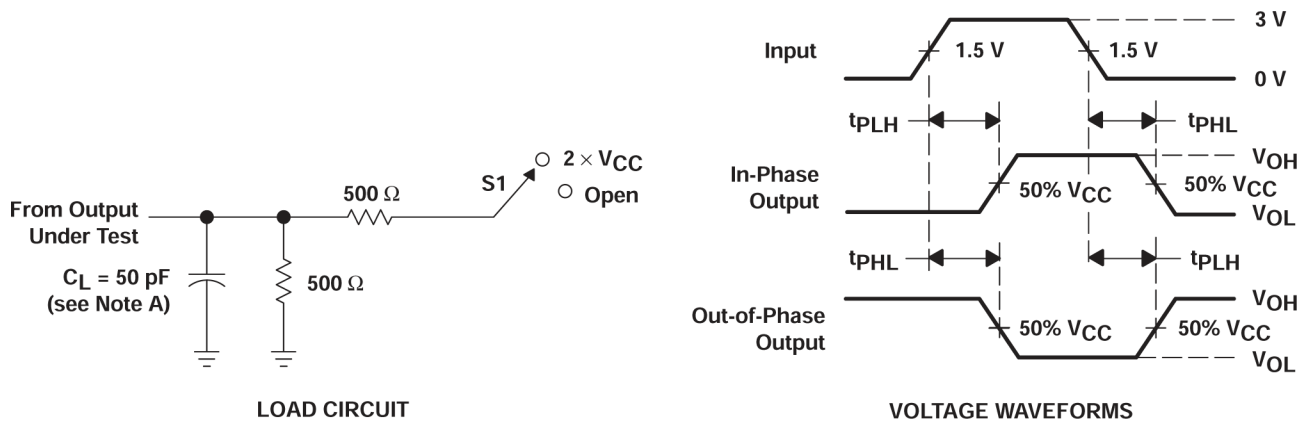 From Output
Under Test
C_L = 50 pF
(see Note A)
500 Ω
500 Ω
S1
2 × V_CC
Open
LOAD CIRCUIT
Input
1.5 V
1.5 V
3 V
0 V
t_PLH
t_PHL
In-Phase
Output
50% V_CC
50% V_CC
V_OH
V_OL
t_PHL
t_PLH
Out-of-Phase
Output
50% V_CC
50% V_CC
V_OH
V_OL
VOLTAGE WAVEFORMS